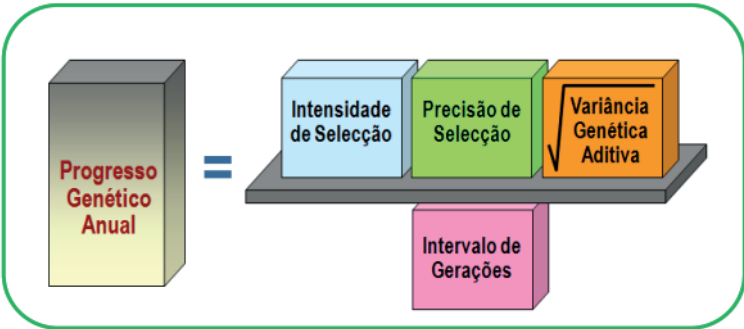 Progresso
Genético
Anual
=
Intensidade
de Selecção
Precisão de
Selecção
√Variância
Genética
Aditiva
Intervalo de
Gerações